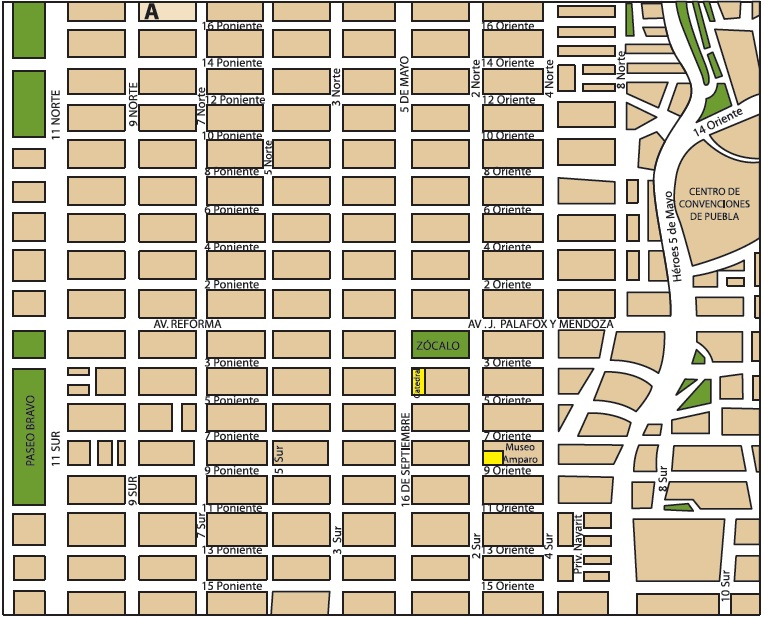 A
16 Poniente
16 Oriente
14 Poniente
5 DE MAYO
14 Oriente
8 Norte
11 NORTE
9 NORTE
7 Norte
3 Norte
2 Norte
4 Norte
12 Poniente
12 Oriente
14 Oriente
10 Poniente
10 Oriente
5 Norte
8 Poniente
8 Oriente
CENTRO DE
CONVENCIONES
DE PUEBLA
6 Poniente
6 Oriente
Héroes 5 de Mayo
4 Poniente
4 Oriente
2 Poniente
2 Oriente
AV. REFORMA
AV .J. PALAFOX Y MENDOZA
ZÓCALO
3 Poniente
3 Oriente
Catedral
5 Poniente
5 Oriente
PASEO BRAVO
11 SUR
7 Poniente
7 Oriente
5 Sur
16 DE SEPTIEMBRE
Museo
Amparo
9 Poniente
9 Oriente
9 SUR
8 Sur
11 Poniente
11 Oriente
7 Sur
3 Sur
2 Sur
4 Sur
Priv. Nayarit
13 Poniente
13 Oriente
15 Poniente
15 Oriente
10 Sur